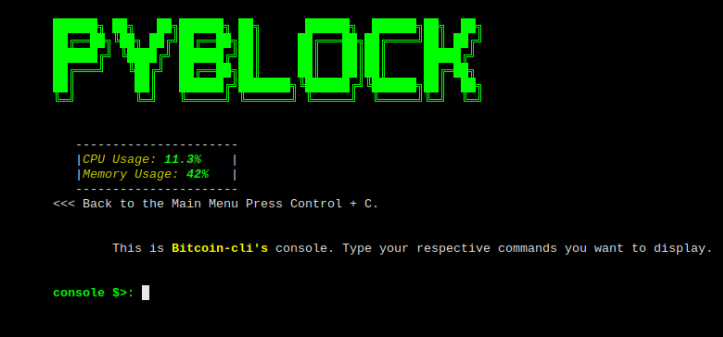 PYBLOCK
-----------------------
|CPU Usage: 11.3% |
|Memory Usage: 42% |
-----------------------
<<< Back to the Main Menu Press Control + C.
This is Bitcoin-cli's console. Type your respective commands you want to display.
console $>: